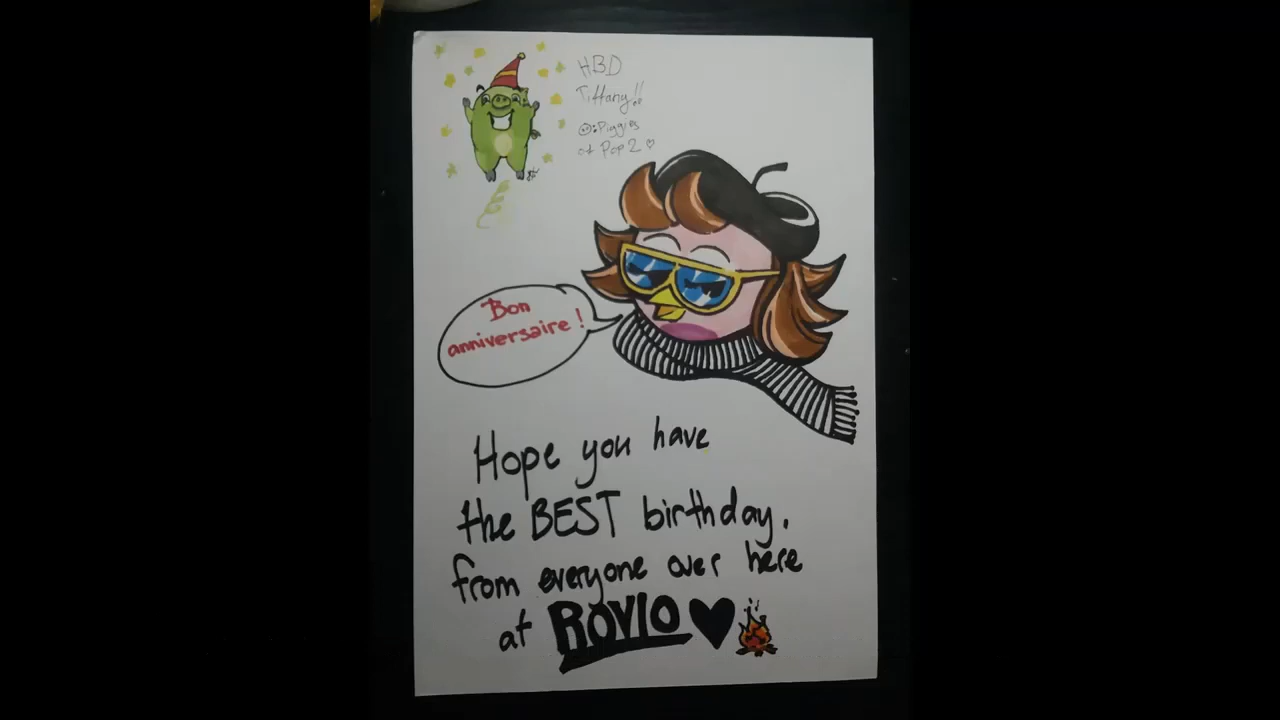 HBD
Tiffany!!
:Piggies
at Pop 2 ♡
Bon
anniversaire !
Hope you have
the BEST birthday.
from everyone over here
at ROVIO ♥